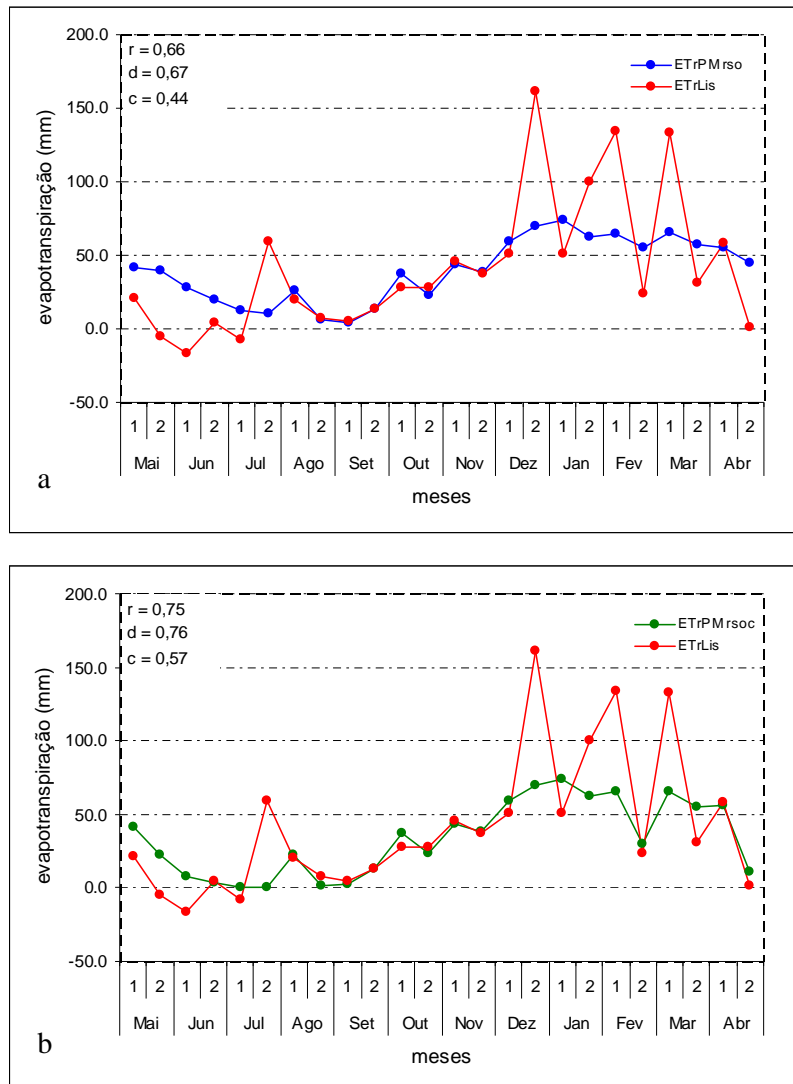 200.0
150.0
100.0
50.0
0.0
-50.0
evapotranspiração (mm)
r = 0,66
d = 0,67
c = 0,44
ETrPMrso
ETrLis
1 2 1 2 1 2 1 2 1 2 1 2 1 2 1 2 1 2 1 2 1 2 1 2
Mai Jun Jul Ago Set Out Nov Dez Jan Fev Mar Abr
a
meses
200.0
150.0
100.0
50.0
0.0
-50.0
evapotranspiração (mm)
r = 0,75
d = 0,76
c = 0,57
ETrPMrsoc
ETrLis
1 2 1 2 1 2 1 2 1 2 1 2 1 2 1 2 1 2 1 2 1 2 1 2
Mai Jun Jul Ago Set Out Nov Dez Jan Fev Mar Abr
b
meses